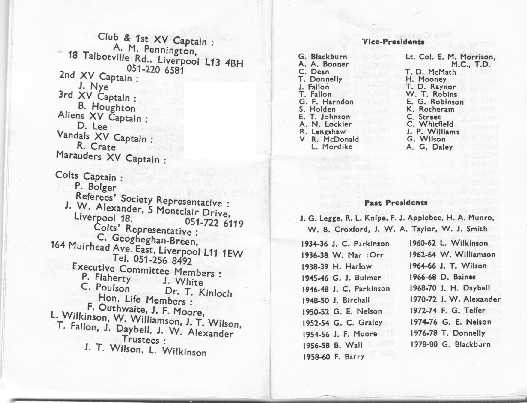 Club & 1st XV Captain :
A. M. Pennington,
18 Talbotville Rd., Liverpool L13 4BH
051-220 6581
2nd XV Captain :
J. Nye
3rd XV Captain :
B. Houghton
Aliens XV Captain :
D. Lee
Vandals XV Captain :
R. Crate
Marauders XV Captain :
Colts Captain :
P. Bolger
Referees' Society Representative :
J. W. Alexander, 5 Montclair Drive,
Liverpool 18. 051-722 6119
Colts' Representative :
C. Geogheghan-Breen,
164 Muirhead Ave. East, Liverpool L11 1EW
Tel. 051-256 8492
Executive Committee Members :
P. Flaherty J. White
C. Poulson Dr. T. Kinloch
Hon. Life Members :
F. Outhwaite, J. F. Moore,
L. Wilkinson, W. Williamson, J. T. Wilson,
T. Fallon, J. Daybell, J. W. Alexander
Trustees :
J. T. Wilson, L. Wilkinson
Vice-Presidents
G. Blackburn
A. A. Bonner
C. Dean
T. Donnelly
J. Fallon
T. Fallon
G. F. Harndon
S. Holden
E. T. Johnson
A. N. Lockier
R. Langshaw
V R. McDonald
L. Mordike
Lt. Col. E. M. Morrison,
M.C., T.D.
T. D. McMath
H. Mooney
T. D. Raynor
W. T. Robins
E. G. Robinson
K. Rotheram
C. Street
C. Whitfield
J. P. Williams
G. Wilson
A. G. Daley
Past Presidents
J. G. Legge, R. L. Knipe, F. J. Applebee, H. A. Munro,
W. B. Croxford, J. W. A. Taylor, W. J. Smith
1934-36 J. C. Parkinson
1936-38 W. Mar Orr
1938-39 H. Harlow
1945-46 G. J. Bulmer
1946-48 J. C. Parkinson
1948-50 J. Birchall
1950-52 G. E. Nelson
1952-54 G. C. Gratey
1954-56 J. F. Moore
1956-58 B. Wall
1958-60 F. Barry
1960-62 L. Wilkinson
1962-64 W. Williamson
1964-66 J. T. Wilson
1966-68 D. Baines
1968-70 J. H. Daybell
1970-72 J. W. Alexander
1972-74 F. G. Telfer
1974-76 G. E. Nelson
1976-78 T. Donnelly
1978-80 G. Blackburn